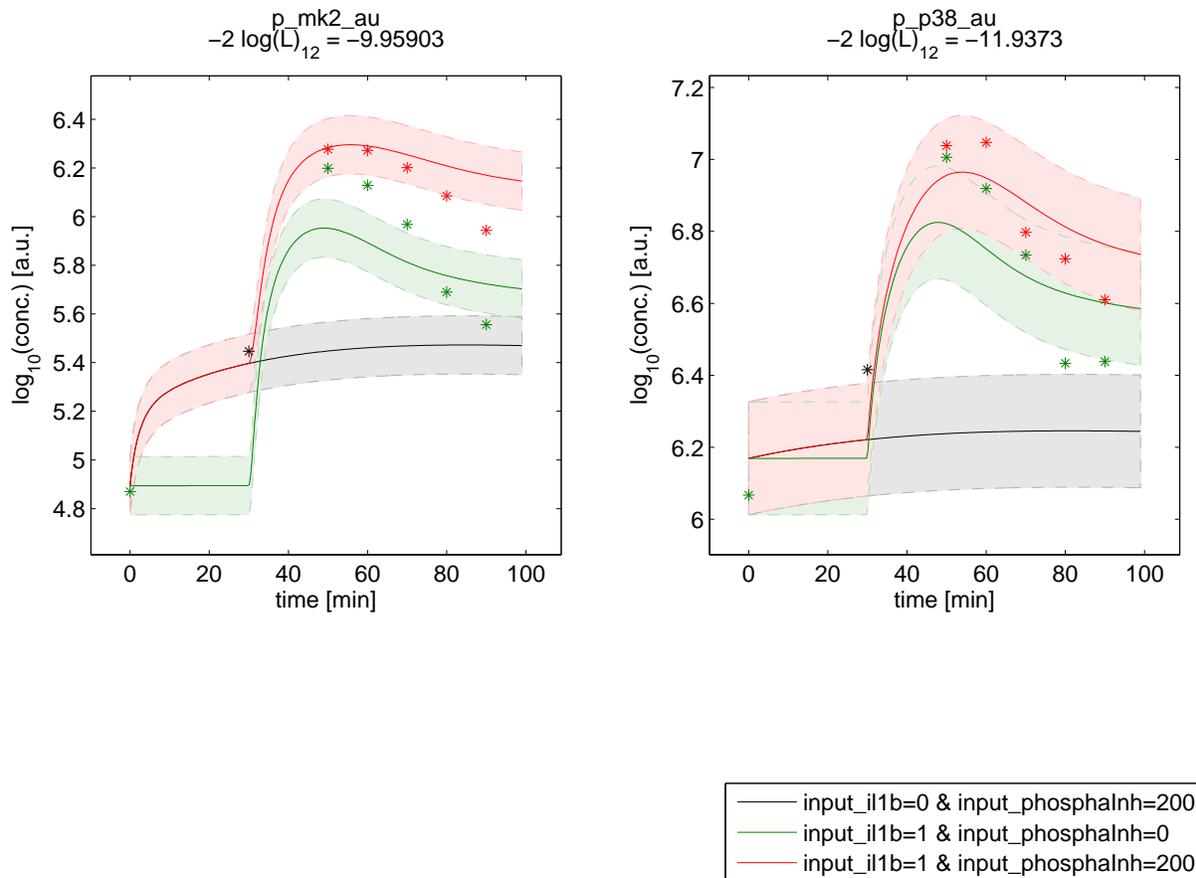 p_mk2_au
−2 log(L)12 = −9.95903
log10(conc.) [a.u.]
6.4
6.2
6
5.8
5.6
5.4
5.2
5
4.8
0 20 40 60 80 100
time [min]
p_p38_au
−2 log(L)12 = −11.9373
log10(conc.) [a.u.]
7.2
7
6.8
6.6
6.4
6.2
6
0 20 40 60 80 100
time [min]
input_il1b=0 & input_phosphaInh=200
input_il1b=1 & input_phosphaInh=0
input_il1b=1 & input_phosphaInh=200